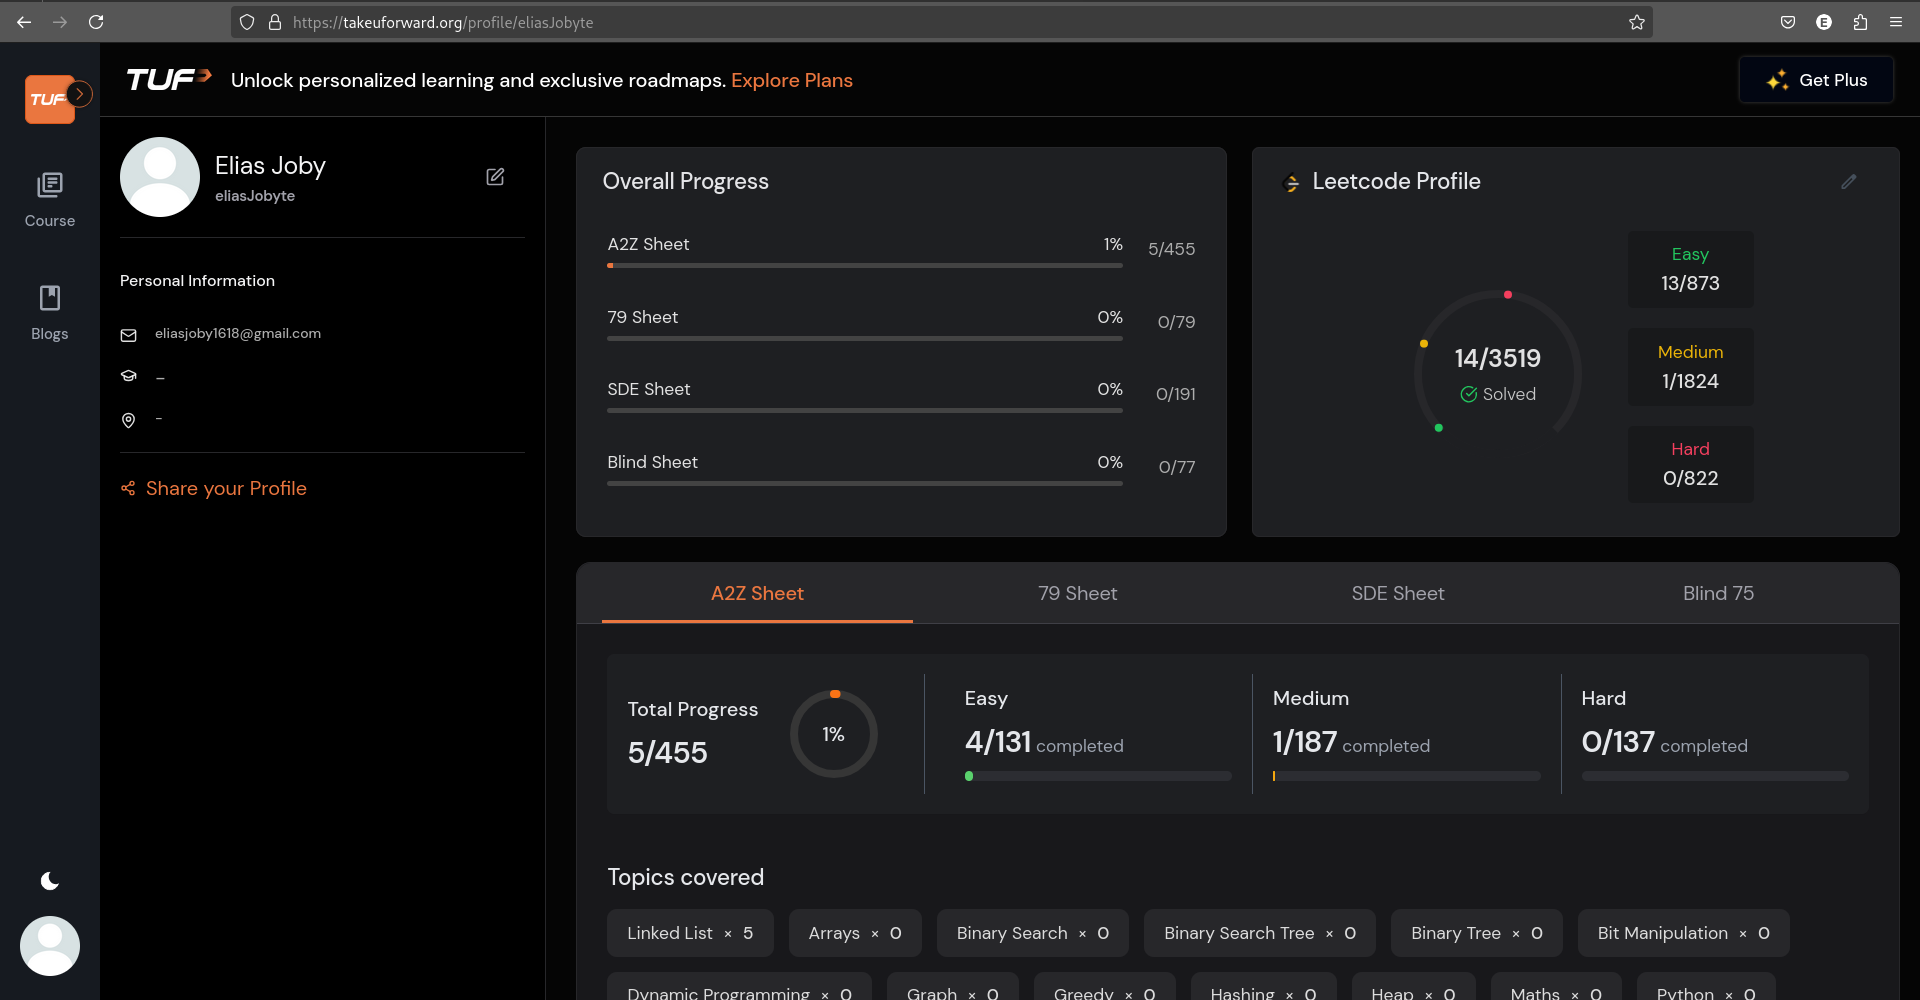 https://takeuforward.org/profile/eliasJobyte
E
TUF
Unlock personalized learning and exclusive roadmaps. Explore Plans
Get Plus
TUF
Course
Blogs
Elias Joby
eliasJobyte
Personal Information
eliasjoby1618@gmail.com
–
-
Share your Profile
Overall Progress
A2Z Sheet 1% 5/455
79 Sheet 0% 0/79
SDE Sheet 0% 0/191
Blind Sheet 0% 0/77
Leetcode Profile
14/3519
Solved
Easy
13/873
Medium
1/1824
Hard
0/822
A2Z Sheet 79 Sheet SDE Sheet Blind 75
Total Progress
5/455
1%
Easy
4/131 completed
Medium
1/187 completed
Hard
0/137 completed
Topics covered
Linked List × 5 Arrays × 0 Binary Search × 0 Binary Search Tree × 0 Binary Tree × 0 Bit Manipulation × 0
Dynamic Programming × 0 Graph × 0 Greedy × 0 Hashing × 0 Heap × 0 Maths × 0 Python × 0